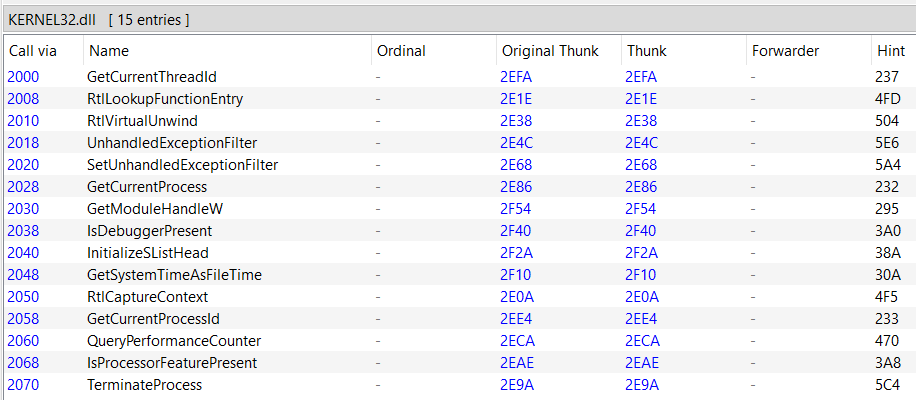 KERNEL32.dll [ 15 entries ]
Call via Name Ordinal Original Thunk Thunk Forwarder Hint
2000 GetCurrentThreadId - 2EFA 2EFA - 237
2008 RtlLookupFunctionEntry - 2E1E 2E1E - 4FD
2010 RtlVirtualUnwind - 2E38 2E38 - 504
2018 UnhandledExceptionFilter - 2E4C 2E4C - 5E6
2020 SetUnhandledExceptionFilter - 2E68 2E68 - 5A4
2028 GetCurrentProcess - 2E86 2E86 - 232
2030 GetModuleHandleW - 2F54 2F54 - 295
2038 IsDebuggerPresent - 2F40 2F40 - 3A0
2040 InitializeSListHead - 2F2A 2F2A - 38A
2048 GetSystemTimeAsFileTime - 2F10 2F10 - 30A
2050 RtlCaptureContext - 2E0A 2E0A - 4F5
2058 GetCurrentProcessId - 2EE4 2EE4 - 233
2060 QueryPerformanceCounter - 2ECA 2ECA - 470
2068 IsProcessorFeaturePresent - 2EAE 2EAE - 3A8
2070 TerminateProcess - 2E9A 2E9A - 5C4